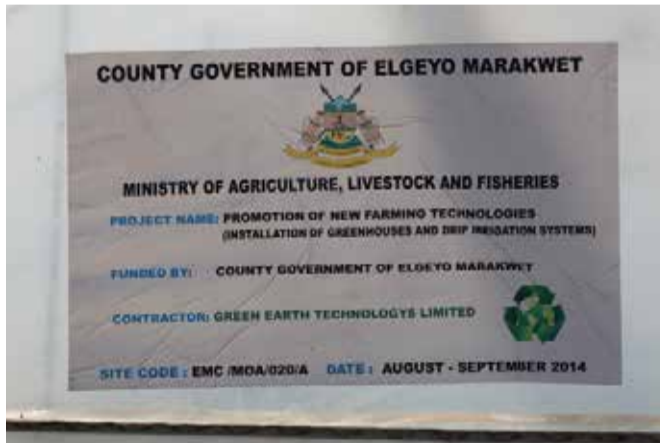 COUNTY GOVERNMENT OF ELGEYO MARAKWET
MINISTRY OF AGRICULTURE, LIVESTOCK AND FISHERIES
PROJECT NAME: PROMOTION OF NEW FARMING TECHNOLOGIES
(INSTALLATION OF GREENHOUSES AND DRIP IRRIGATION SYSTEMS)
FUNDED BY: COUNTY GOVERNMENT OF ELGEYO MARAKWET
CONTRACTOR: GREEN EARTH TECHNOLOGYS LIMITED
SITE CODE : EMC /MOA/020/A DATE : AUGUST - SEPTEMBER 2014